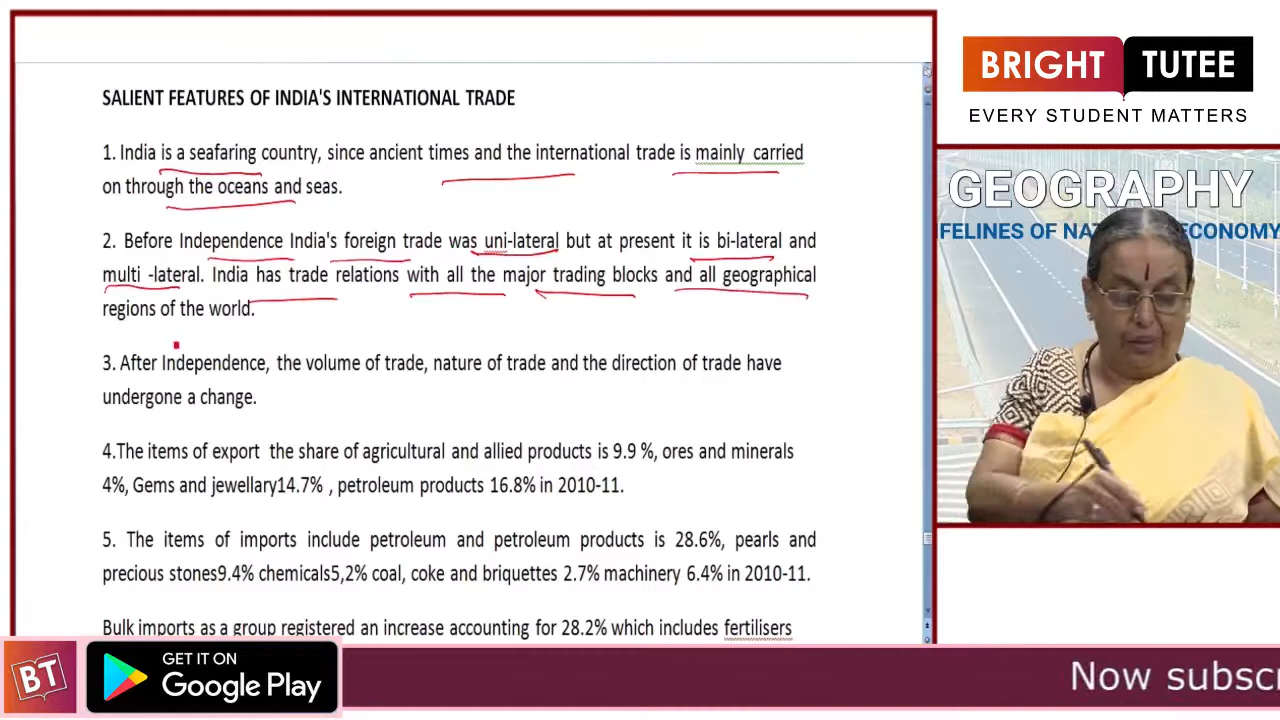 SALIENT FEATURES OF INDIA'S INTERNATIONAL TRADE
1. India is a seafaring country, since ancient times and the international trade is mainly carried
on through the oceans and seas.
2. Before Independence India's foreign trade was uni-lateral but at present it is bi-lateral and
multi -lateral. India has trade relations with all the major trading blocks and all geographical
regions of the world.
3. After Independence, the volume of trade, nature of trade and the direction of trade have
undergone a change.
4.The items of export the share of agricultural and allied products is 9.9 %, ores and minerals
4%, Gems and jewellary14.7% , petroleum products 16.8% in 2010-11.
5. The items of imports include petroleum and petroleum products is 28.6%, pearls and
precious stones9.4% chemicals5,2% coal, coke and briquettes 2.7% machinery 6.4% in 2010-11.
Bulk imports as a group registered an increase accounting for 28.2% which includes fertilisers
BRIGHT TUTEE
EVERY STUDENT MATTERS
GEOGRAPHY
FELINES OF ECONOMY
BT
GET IT ON
Google Play
Now subscr